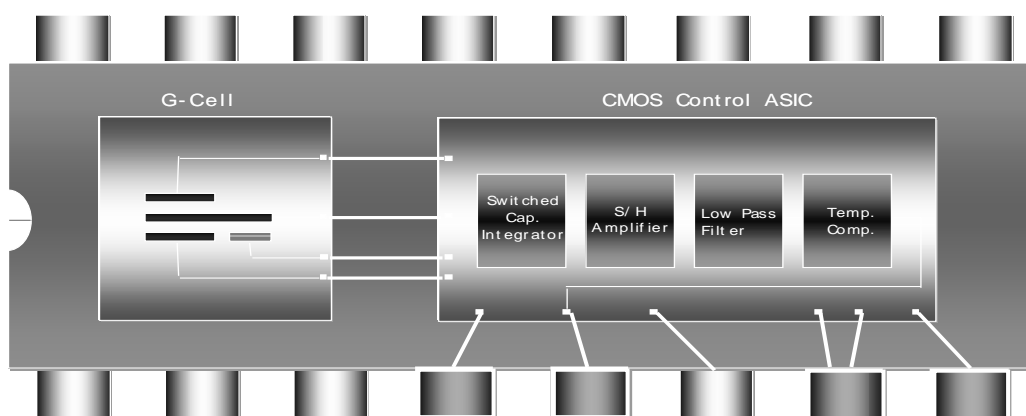 G-Cell
CMOS Control ASIC
Switched
Cap.
Integrator
S/H
Amplifier
Low Pass
Filter
Temp.
Comp.